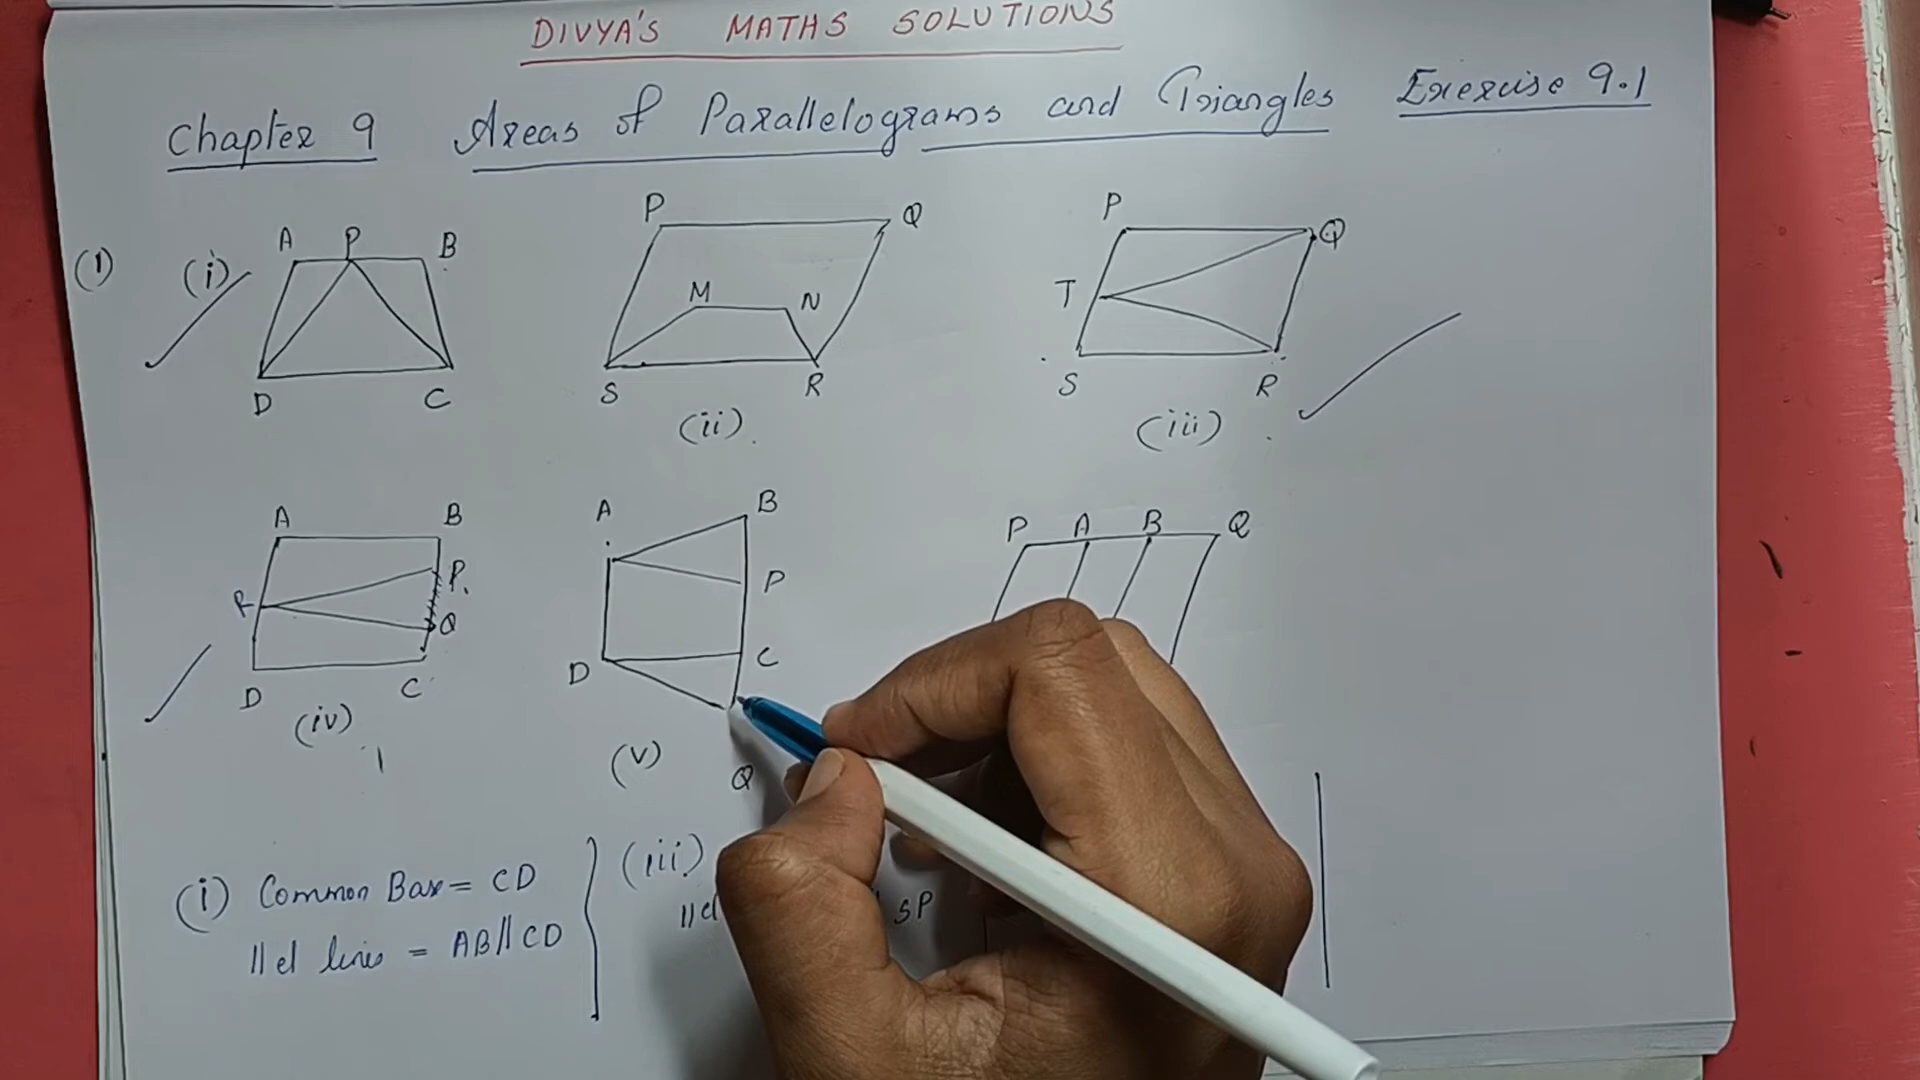 DIVYA'S MATHS SOLUTIONS
Chapter 9 Areas of Parallelograms and Triangles Exercise 9.1
(1) (i) A P B
D C
P Q
M N
S R
(ii)
P Q
T
S R
(iii)
A B
R P
Q
D C
(iv)
A B
P
D C
Q
(v)
P A B Q
(i) Common Base = CD
||el lines = AB || CD
(iii)
||el SP